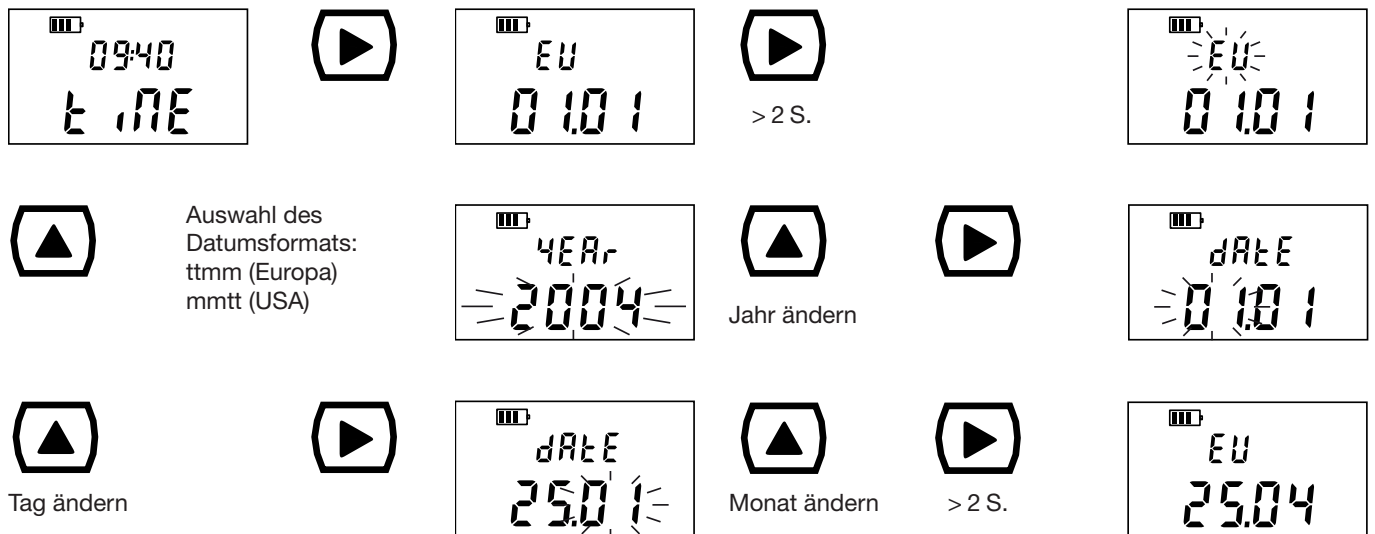 09:40
tiME
EU
01.01
> 2 S.
EU
01.01
Auswahl des
Datumsformats:
ttmm (Europa)
mmtt (USA)
YEAr
2004
Jahr ändern
dAtE
01.01
Tag ändern
dAtE
25.01
Monat ändern
> 2 S.
EU
25.04